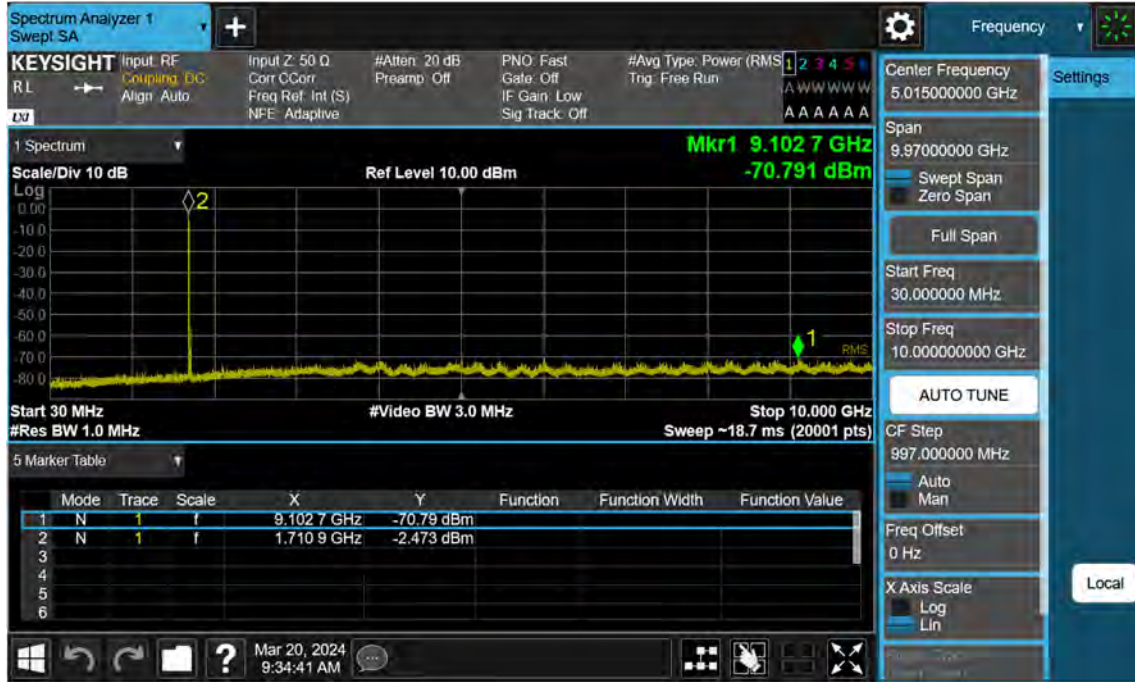 Spectrum Analyzer 1
Swept SA
+
Frequency
KEYSIGHT
RL
LXI
Input: RF
Coupling: DC
Align: Auto
Input Z: 50 Ω
Corr CCorr
Freq Ref: Int (S)
NFE: Adaptive
#Atten: 20 dB
Preamp: Off
PNO: Fast
Gate: Off
IF Gain: Low
Sig Track: Off
#Avg Type: Power (RMS
Trig: Free Run
1 2 3 4 5 6
A W W W W W
A A A A A A
1 Spectrum
Scale/Div 10 dB
Ref Level 10.00 dBm
Mkr1 9.102 7 GHz
-70.791 dBm
Log
0.00
-10.0
-20.0
-30.0
-40.0
-50.0
-60.0
-70.0
-80.0
2
1
RMS
Start 30 MHz
#Video BW 3.0 MHz
Stop 10.000 GHz
#Res BW 1.0 MHz
Sweep ~18.7 ms (20001 pts)
5 Marker Table
Mode Trace Scale X Y Function Function Width Function Value
1 N 1 f 9.102 7 GHz -70.79 dBm
2 N 1 f 1.710 9 GHz -2.473 dBm
3
4
5
6
?
Mar 20, 2024
9:34:41 AM
Center Frequency
5.015000000 GHz
Settings
Span
9.97000000 GHz
Swept Span
Zero Span
Full Span
Start Freq
30.000000 MHz
Stop Freq
10.000000000 GHz
AUTO TUNE
CF Step
997.000000 MHz
Auto
Man
Freq Offset
0 Hz
X Axis Scale
Log
Lin
Local